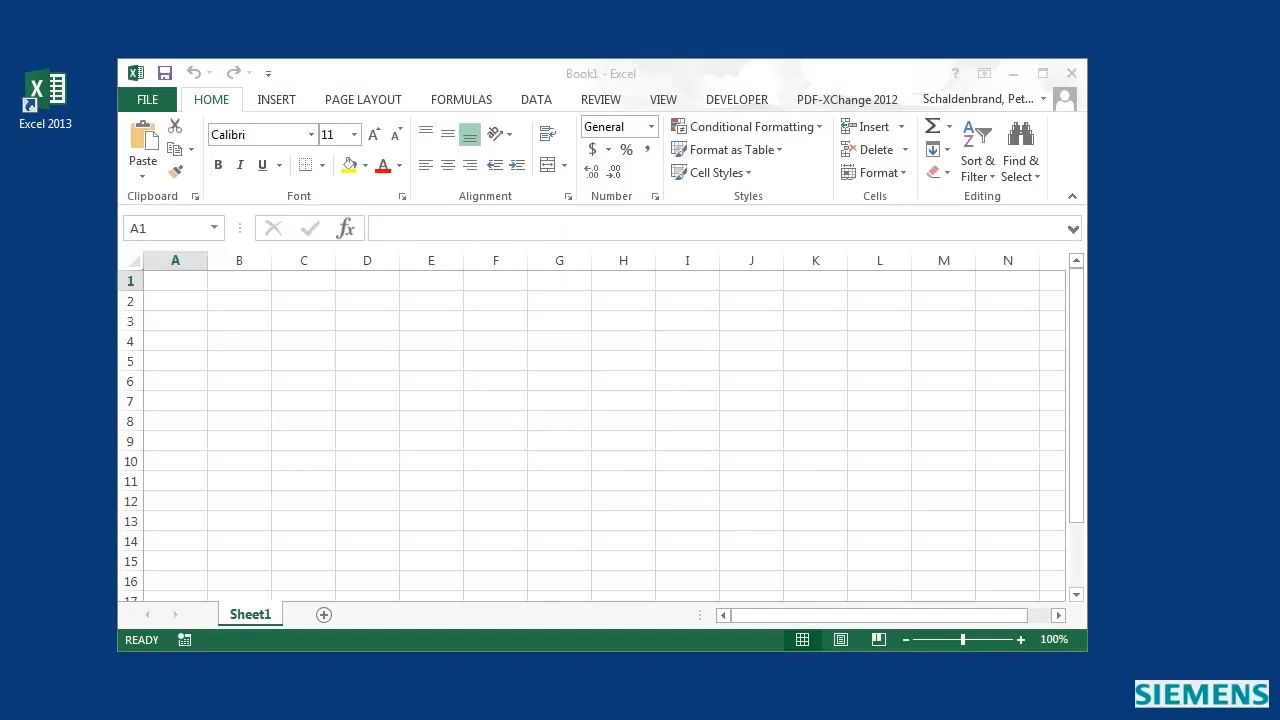 Excel 2013
Book1 - Excel
?
FILE
HOME
INSERT
PAGE LAYOUT
FORMULAS
DATA
REVIEW
VIEW
DEVELOPER
PDF-XChange 2012
Schaldenbrand, Pet...
Paste
Clipboard
Calibri
11
B I U
Font
Alignment
General
$ % ,
Number
Conditional Formatting
Format as Table
Cell Styles
Styles
Insert
Delete
Format
Cells
Sort &
Filter
Find &
Select
Editing
A1
fx
A B C D E F G H I J K L M N
1
2
3
4
5
6
7
8
9
10
11
12
13
14
15
16
17
Sheet1
READY
100%
SIEMENS